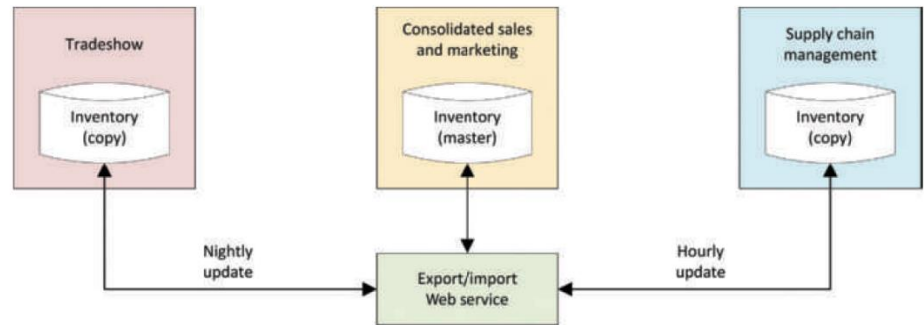 Tradeshow
Inventory
(copy)
Consolidated sales
and marketing
Inventory
(master)
Supply chain
management
Inventory
(copy)
Nightly
update
Export/import
Web service
Hourly
update